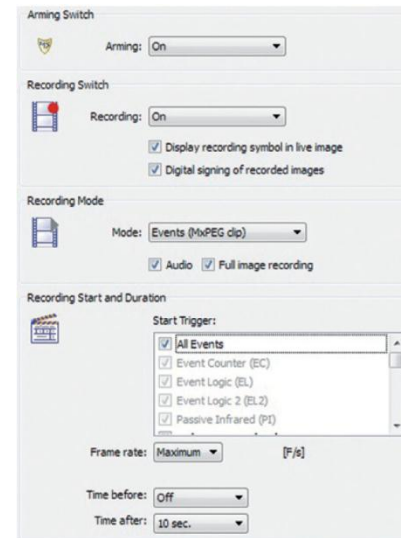 Arming Switch
Arming: On
Recording Switch
Recording: On
Display recording symbol in live image
Digital signing of recorded images
Recording Mode
Mode: Events (MxPEG clip)
Audio Full image recording
Recording Start and Duration
Start Trigger:
All Events
Event Counter (EC)
Event Logic (EL)
Event Logic 2 (EL2)
Passive Infrared (PI)
Frame rate: Maximum [F/s]
Time before: Off
Time after: 10 sec.